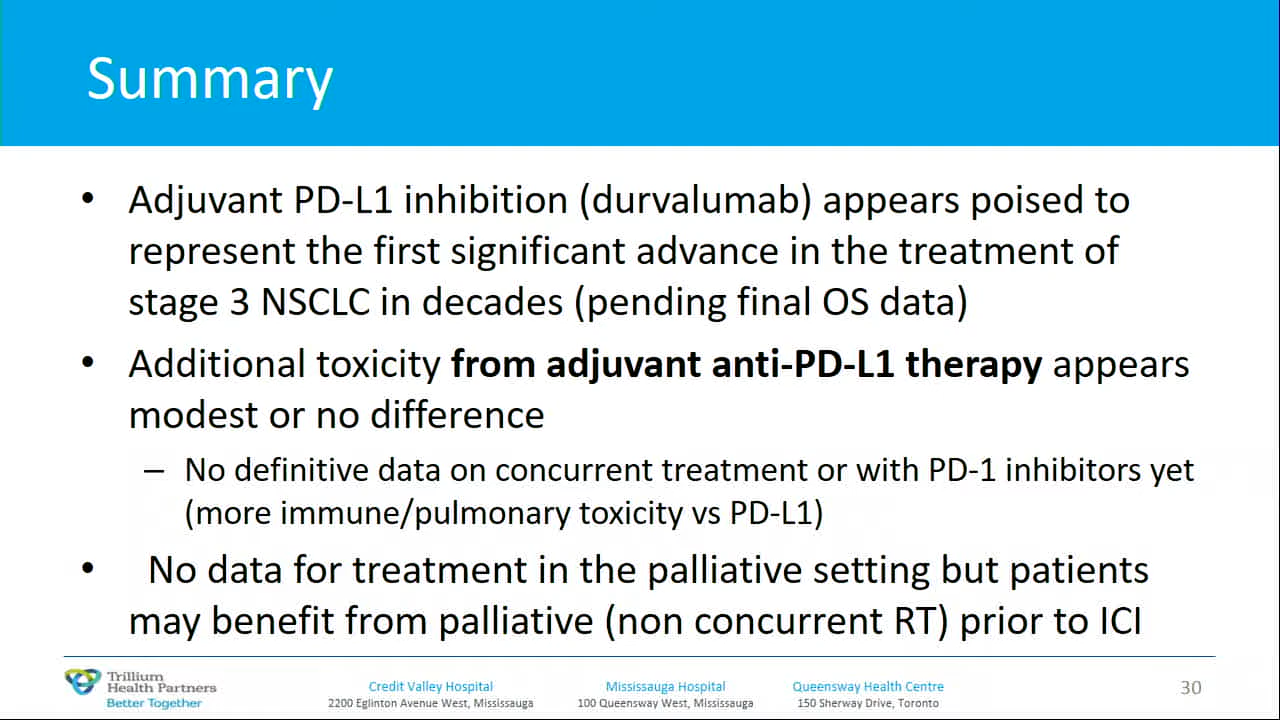 Summary
• Adjuvant PD-L1 inhibition (durvalumab) appears poised to
represent the first significant advance in the treatment of
stage 3 NSCLC in decades (pending final OS data)
• Additional toxicity from adjuvant anti-PD-L1 therapy appears
modest or no difference
– No definitive data on concurrent treatment or with PD-1 inhibitors yet
(more immune/pulmonary toxicity vs PD-L1)
• No data for treatment in the palliative setting but patients
may benefit from palliative (non concurrent RT) prior to ICI
Trillium
Health Partners
Better Together
Credit Valley Hospital
2200 Eglinton Avenue West, Mississauga
Mississauga Hospital
100 Queensway West, Mississauga
Queensway Health Centre
150 Sherway Drive, Toronto
30